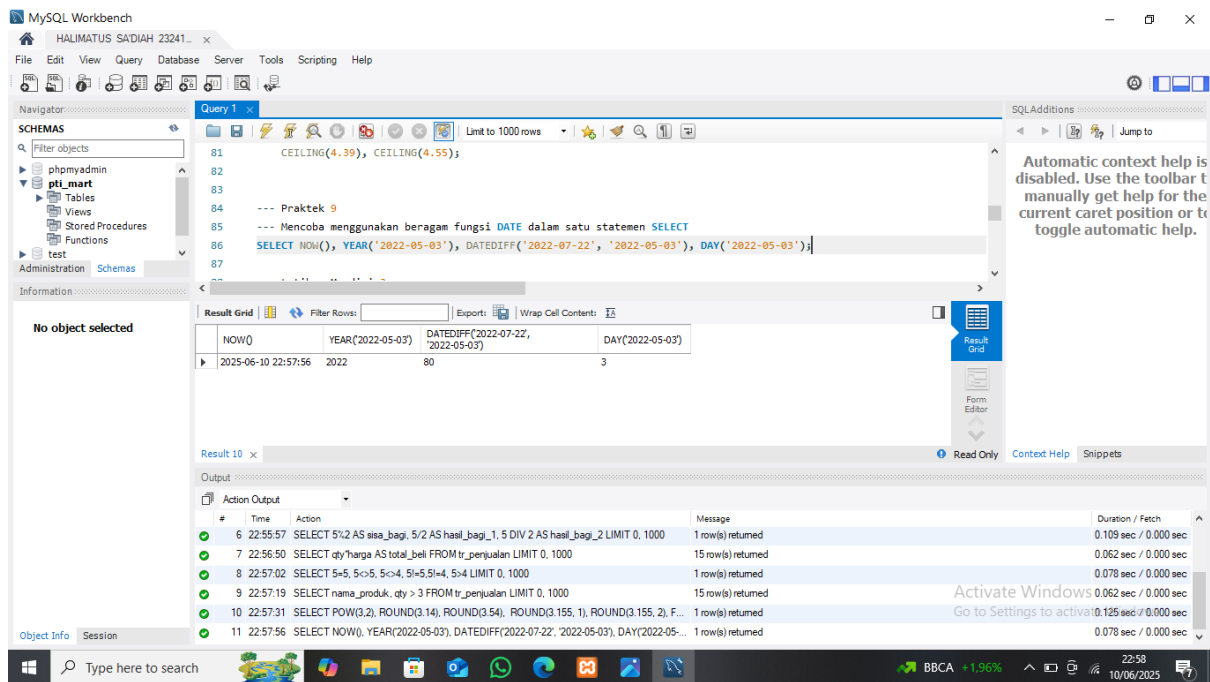 MySQL Workbench
HALIMATUS SA'DIAH 23241...
File Edit View Query Database Server Tools Scripting Help
Navigator
SCHEMAS
Filter objects
phpmyadmin
pti_mart
Tables
Views
Stored Procedures
Functions
test
Administration Schemas
Information
No object selected
Object Info Session
Query 1
Limit to 1000 rows
81 CEILING(4.39), CEILING(4.55);
82
83
84 --- Praktek 9
85 --- Mencoba menggunakan beragam fungsi DATE dalam satu statemen SELECT
86 SELECT NOW(), YEAR('2022-05-03'), DATEDIFF('2022-07-22', '2022-05-03'), DAY('2022-05-03');
87
Result Grid Filter Rows: Export: Wrap Cell Content:
NOW() YEAR('2022-05-03') DATEDIFF('2022-07-22', '2022-05-03') DAY('2022-05-03')
2025-06-10 22:57:56 2022 80 3
Result Grid
Form Editor
Result 10
Read Only
SQLAdditions
Jump to
Automatic context help is
disabled. Use the toolbar t
manually get help for the
current caret position or to
toggle automatic help.
Context Help Snippets
Output
Action Output
# Time Action Message Duration / Fetch
6 22:55:57 SELECT 5%2 AS sisa_bagi, 5/2 AS hasil_bagi_1, 5 DIV 2 AS hasil_bagi_2 LIMIT 0, 1000 1 row(s) returned 0.109 sec / 0.000 sec
7 22:56:50 SELECT qty*harga AS total_beli FROM tr_penjualan LIMIT 0, 1000 15 row(s) returned 0.062 sec / 0.000 sec
8 22:57:02 SELECT 5=5, 5<>5, 5<>4, 5!=5,5!=4, 5>4 LIMIT 0, 1000 1 row(s) returned 0.078 sec / 0.000 sec
9 22:57:19 SELECT nama_produk, qty > 3 FROM tr_penjualan LIMIT 0, 1000 15 row(s) returned 0.062 sec / 0.000 sec
10 22:57:31 SELECT POW(3,2), ROUND(3.14), ROUND(3.54), ROUND(3.155, 1), ROUND(3.155, 2), F... 1 row(s) returned 0.125 sec / 0.000 sec
11 22:57:56 SELECT NOW(), YEAR('2022-05-03'), DATEDIFF('2022-07-22', '2022-05-03'), DAY('2022-05-... 1 row(s) returned 0.078 sec / 0.000 sec
Activate Windows
Go to Settings to activate
Type here to search
BBCA +1,96%
22:58
10/06/2025
7